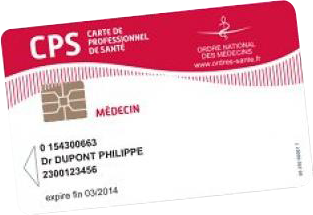 CPS
CARTE DE
PROFESSIONNEL
DE SANTÉ
ORDRE NATIONAL
DES MÉDECINS
www.ordres-sante.fr
MÉDECIN
0 154300663
Dr DUPONT PHILIPPE
2300123456
expire fin 03/2014